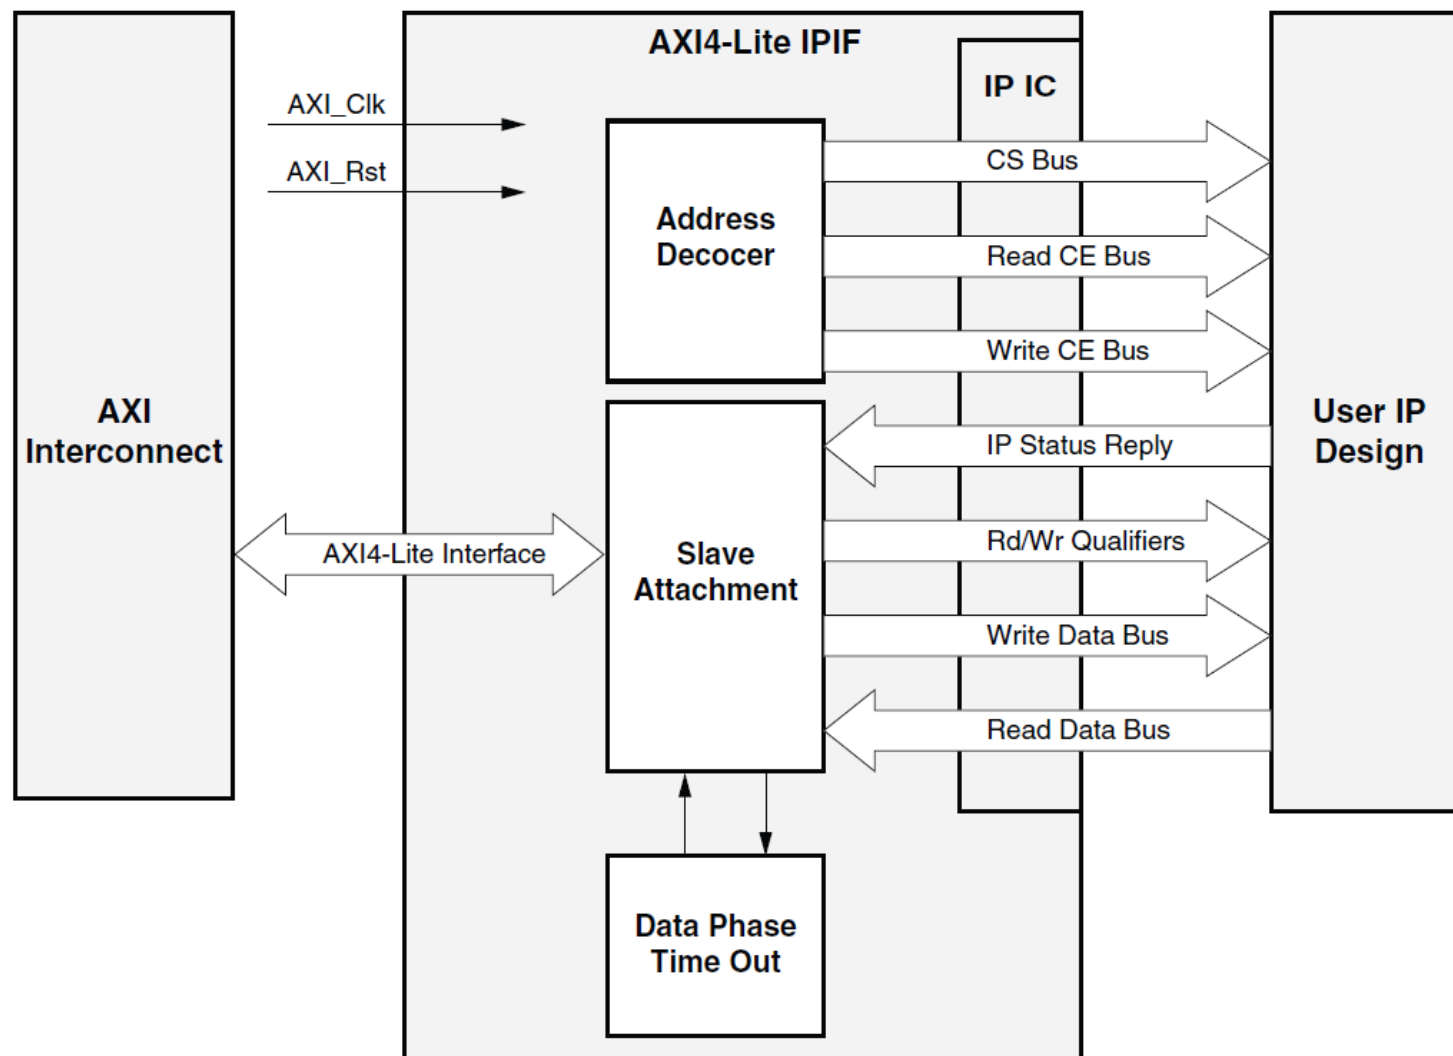 AXI4-Lite IPIF
IP IC
AXI_Clk
AXI_Rst
Address
Decocer
CS Bus
Read CE Bus
Write CE Bus
AXI
Interconnect
User IP
Design
IP Status Reply
AXI4-Lite Interface
Slave
Attachment
Rd/Wr Qualifiers
Write Data Bus
Read Data Bus
Data Phase
Time Out